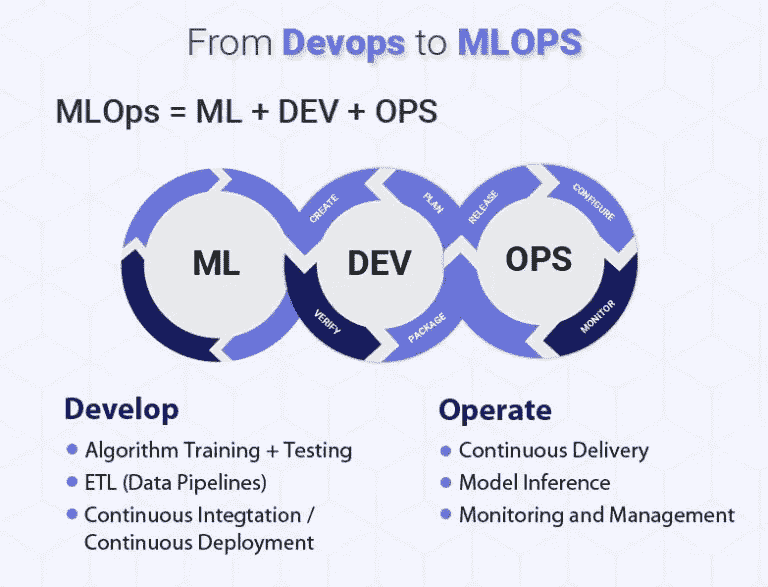 From Devops to MLOPS
MLOps = ML + DEV + OPS
ML
DEV
OPS
CREATE
PLAN
RELEASE
CONFIGURE
VERIFY
PACKAGE
MONITOR
Develop
Algorithm Training + Testing
ETL (Data Pipelines)
Continuous Integtation /
Continuous Deployment
Operate
Continuous Delivery
Model Inference
Monitoring and Management